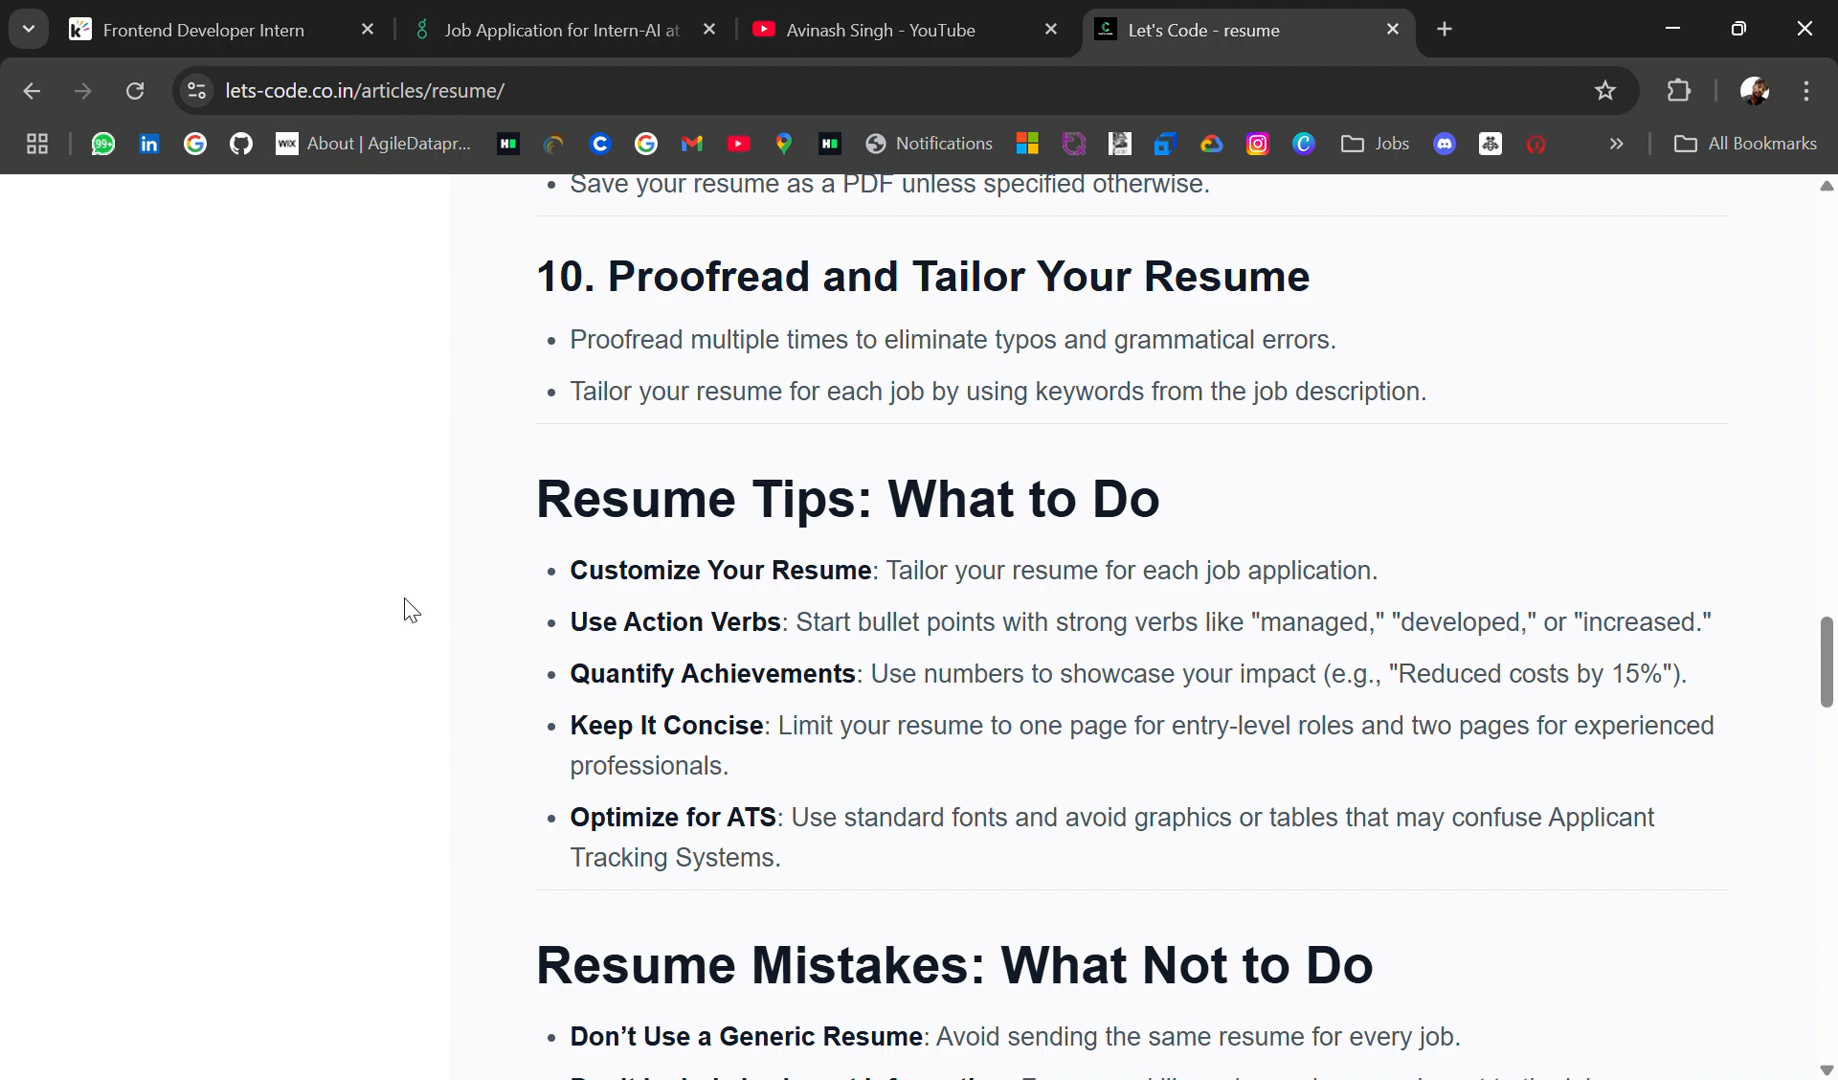 Frontend Developer Intern
Job Application for Intern-AI at
Avinash Singh - YouTube
Let's Code - resume
lets-code.co.in/articles/resume/
99+
WiX
About | AgileDatapr...
Notifications
Jobs
All Bookmarks
• Save your resume as a PDF unless specified otherwise.
10. Proofread and Tailor Your Resume
• Proofread multiple times to eliminate typos and grammatical errors.
• Tailor your resume for each job by using keywords from the job description.
Resume Tips: What to Do
• Customize Your Resume: Tailor your resume for each job application.
• Use Action Verbs: Start bullet points with strong verbs like "managed," "developed," or "increased."
• Quantify Achievements: Use numbers to showcase your impact (e.g., "Reduced costs by 15%").
• Keep It Concise: Limit your resume to one page for entry-level roles and two pages for experienced
professionals.
• Optimize for ATS: Use standard fonts and avoid graphics or tables that may confuse Applicant
Tracking Systems.
Resume Mistakes: What Not to Do
• Don’t Use a Generic Resume: Avoid sending the same resume for every job.